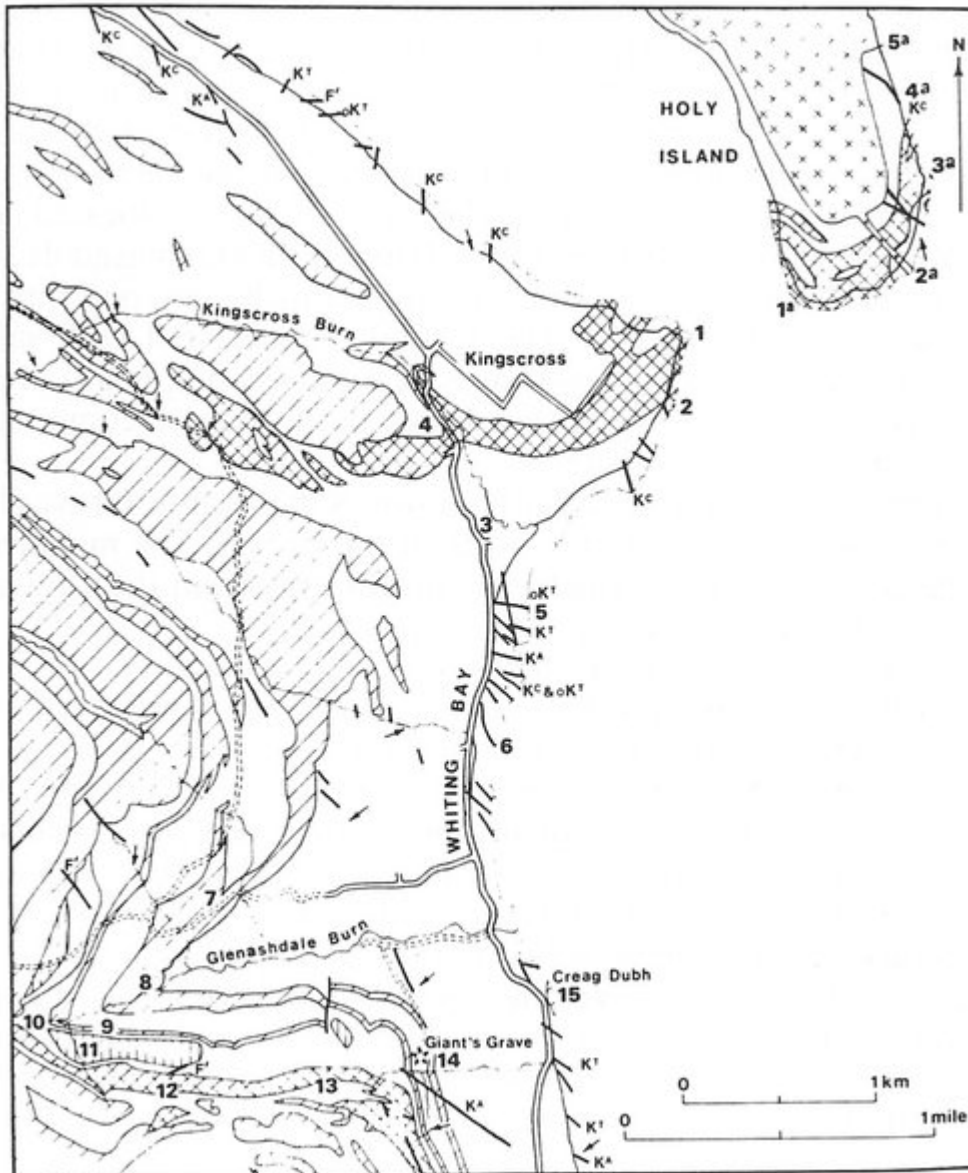 Kᶜ
Kᶜ
Kᴬ
Kᵀ
Fᶠ
oKᵀ
Kᶜ
Kᶜ
HOLY
ISLAND
5ᵃ
N
4ᵃ
Kᶜ
3ᵃ
2ᵃ
1ᵃ
Kingscross Burn
Kingscross
1
2
4
Kᶜ
3
oKᵀ
5
Kᵀ
Kᴬ
Kᶜ & oKᵀ
6
WHITING BAY
7
Glenashdale Burn
8
Creag Dubh
15
10
9
11
Giant's Grave
14
12
13
Kᵀ
Kᴬ
Kᵀ
Kᴬ
0
1km
0
1mile